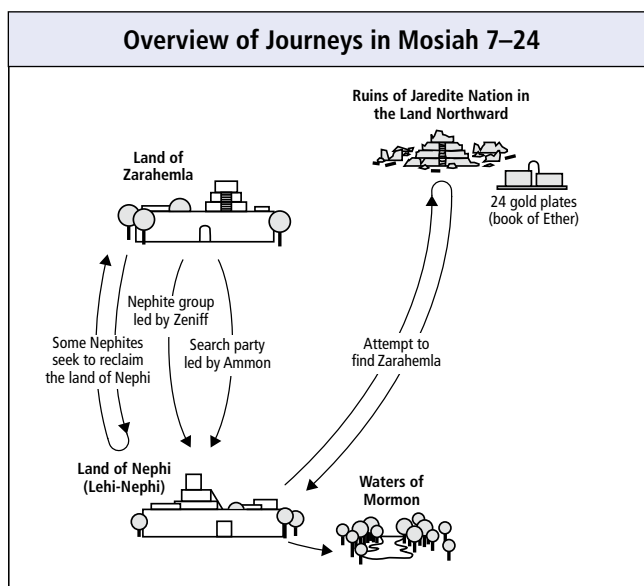 Overview of Journeys in Mosiah 7–24
Ruins of Jaredite Nation in
the Land Northward
Land of
Zarahemla
24 gold plates
(book of Ether)
Nephite group
led by Zeniff
Some Nephites
seek to reclaim
the land of Nephi
Search party
led by Ammon
Attempt to
find Zarahemla
Land of Nephi
(Lehi-Nephi)
Waters of
Mormon